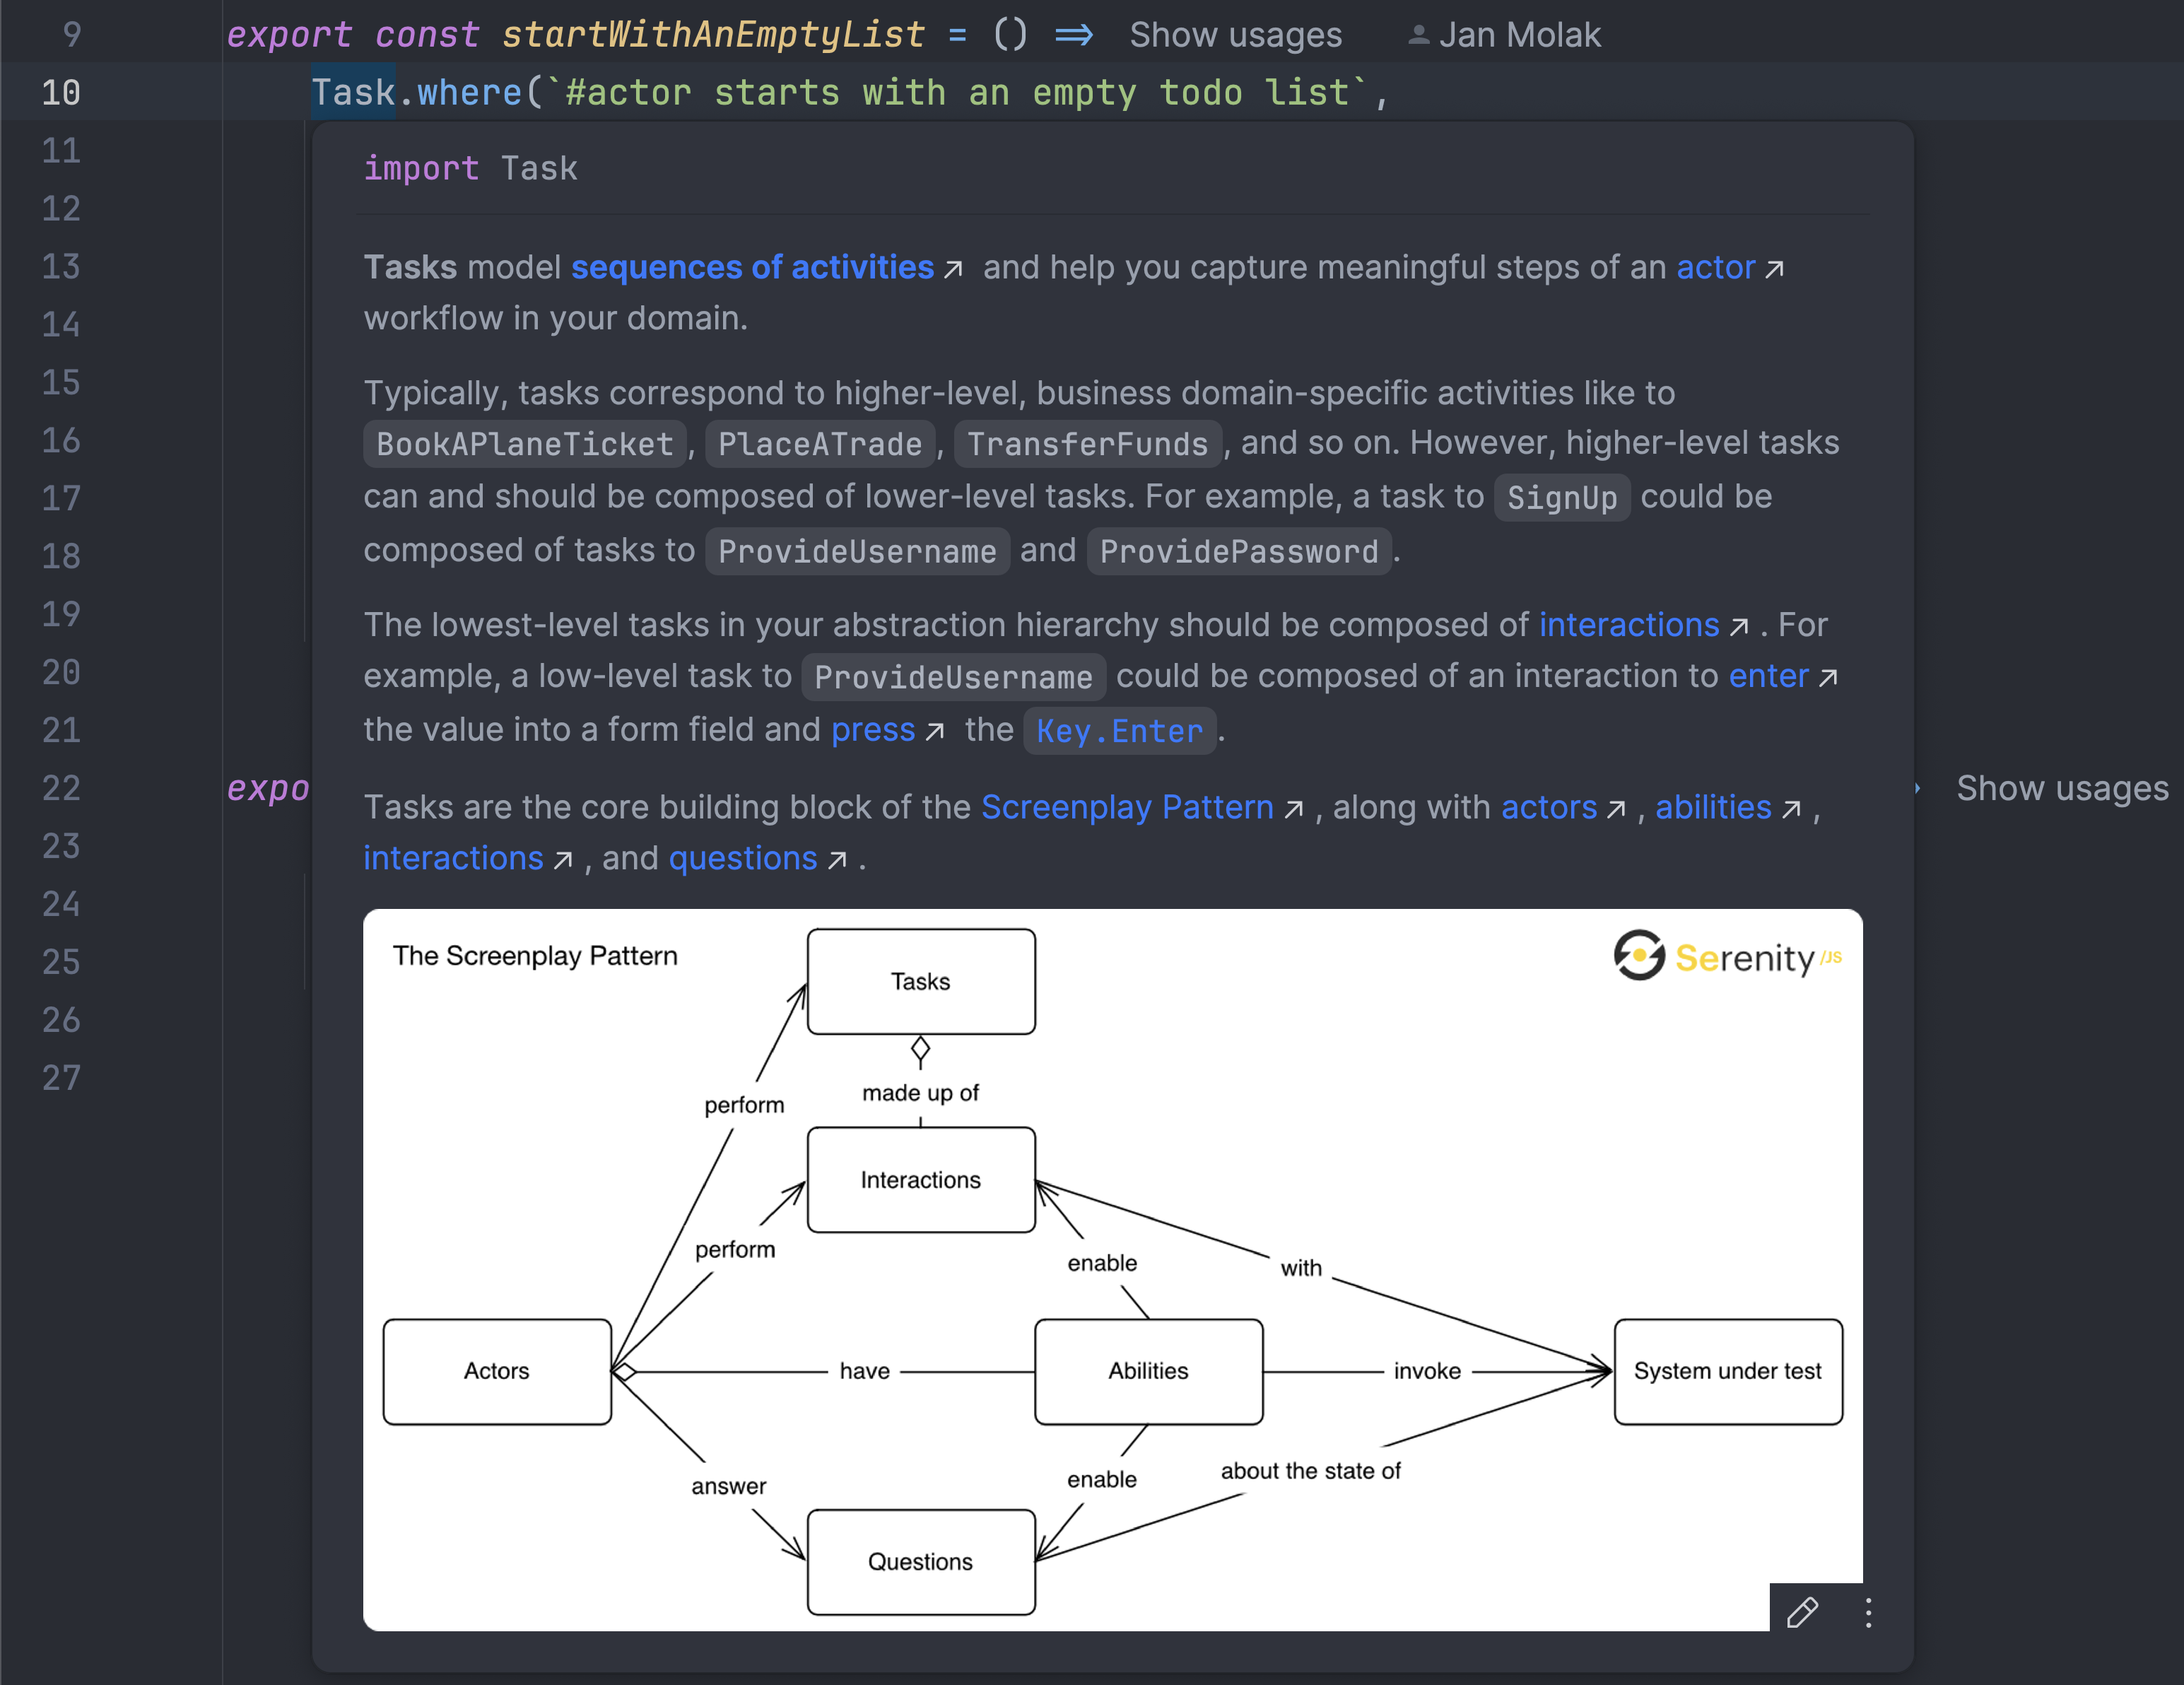 9 export const startWithAnEmptyList = () => Show usages Jan Molak
10 Task.where(`#actor starts with an empty todo list`,
11
import Task
12
13
Tasks model sequences of activities↗ and help you capture meaningful steps of an actor↗
14
workflow in your domain.
15
Typically, tasks correspond to higher-level, business domain-specific activities like to
16
BookAPlaneTicket, PlaceATrade, TransferFunds, and so on. However, higher-level tasks
17
can and should be composed of lower-level tasks. For example, a task to SignUp could be
18
composed of tasks to ProvideUsername and ProvidePassword.
19
The lowest-level tasks in your abstraction hierarchy should be composed of interactions↗. For
20
example, a low-level task to ProvideUsername could be composed of an interaction to enter↗
21
the value into a form field and press↗ the Key.Enter.
22 expo Show usages
Tasks are the core building block of the Screenplay Pattern↗, along with actors↗, abilities↗,
23
interactions↗, and questions↗.
24
25
26
27
The Screenplay Pattern
Serenity/JS
Tasks
made up of
perform
Interactions
perform
enable
with
Actors
have
Abilities
invoke
System under test
answer
enable
about the state of
Questions